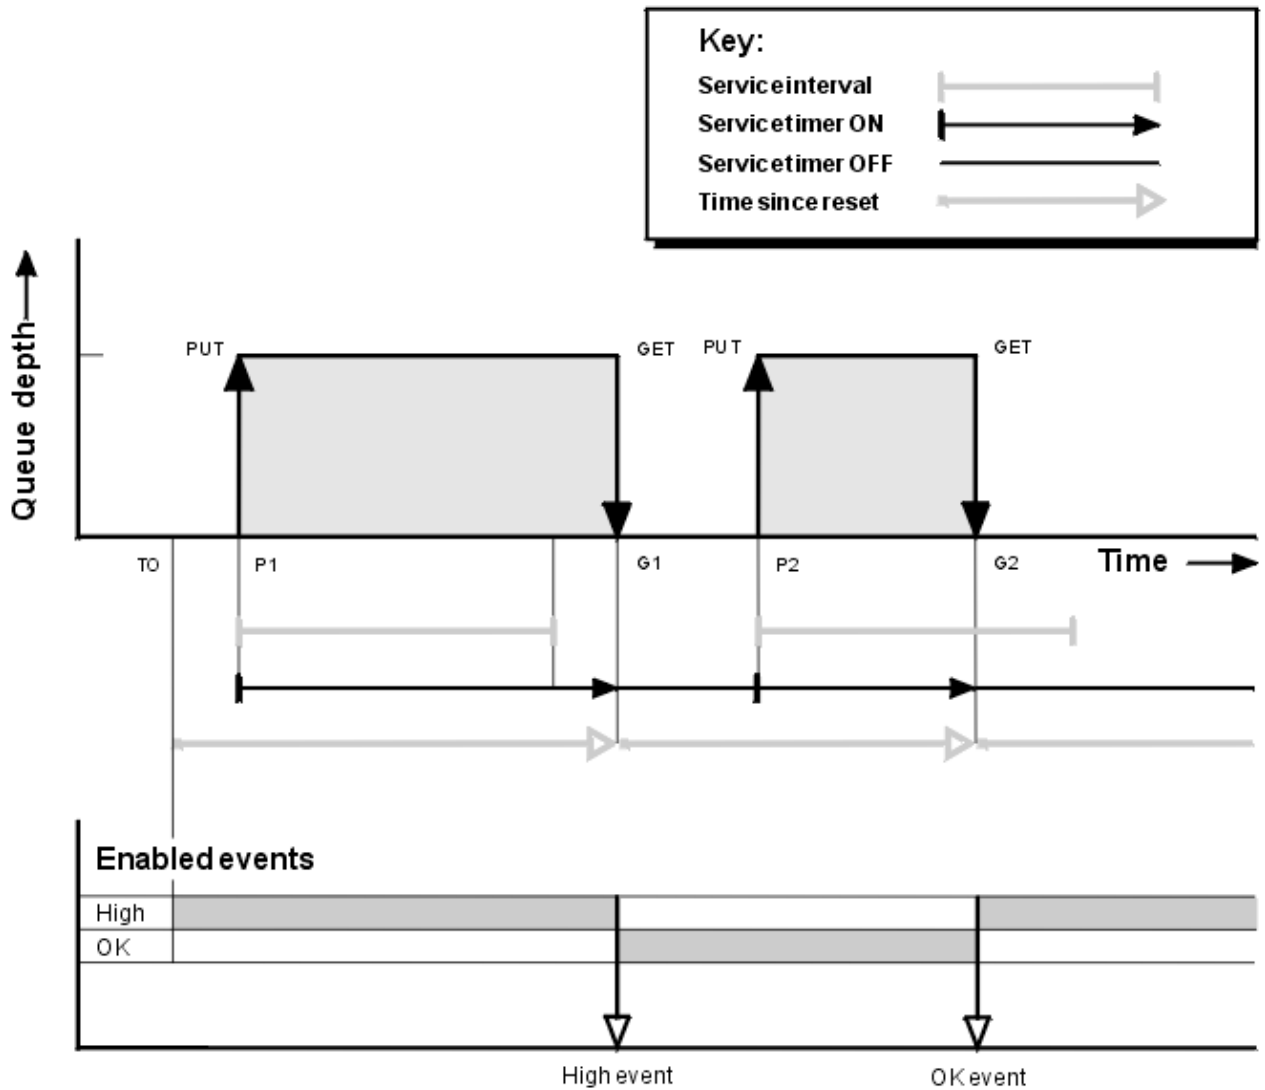 Key:
Service interval
Service timer ON
Service timer OFF
Time since reset
Queue depth
PUT
GET
PUT
GET
T0
P1
G1
P2
G2
Time
Enabled events
High
OK
High event
OK event